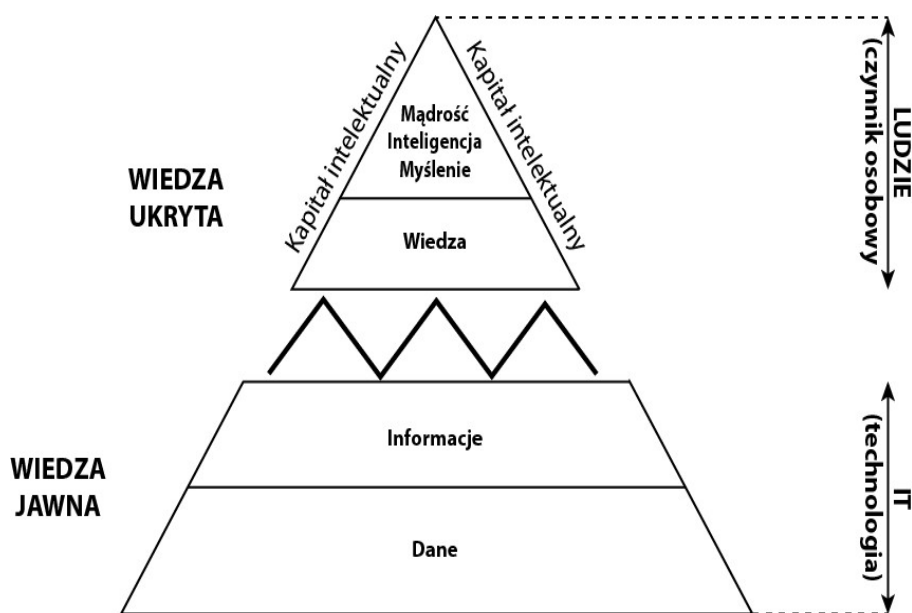 Kapitał intelektualny
Kapitał intelektualny
Mądrość
Inteligencja
Myślenie
WIEDZA
UKRYTA
Wiedza
LUDZIE
(czynnik osobowy
Informacje
WIEDZA
JAWNA
Dane
IT
(technologia)